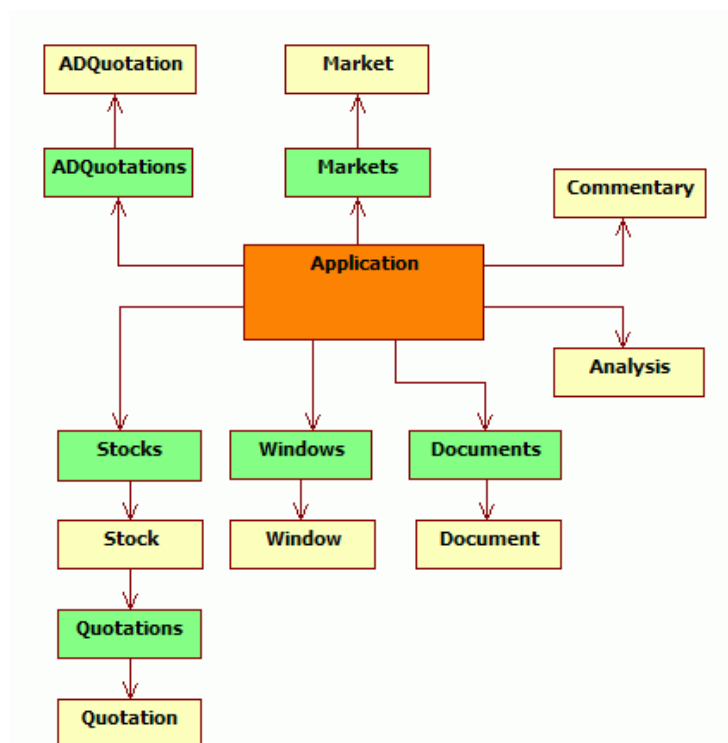 ADQuotation
Market
ADQuotations
Markets
Commentary
Application
Analysis
Stocks
Windows
Documents
Stock
Window
Document
Quotations
Quotation